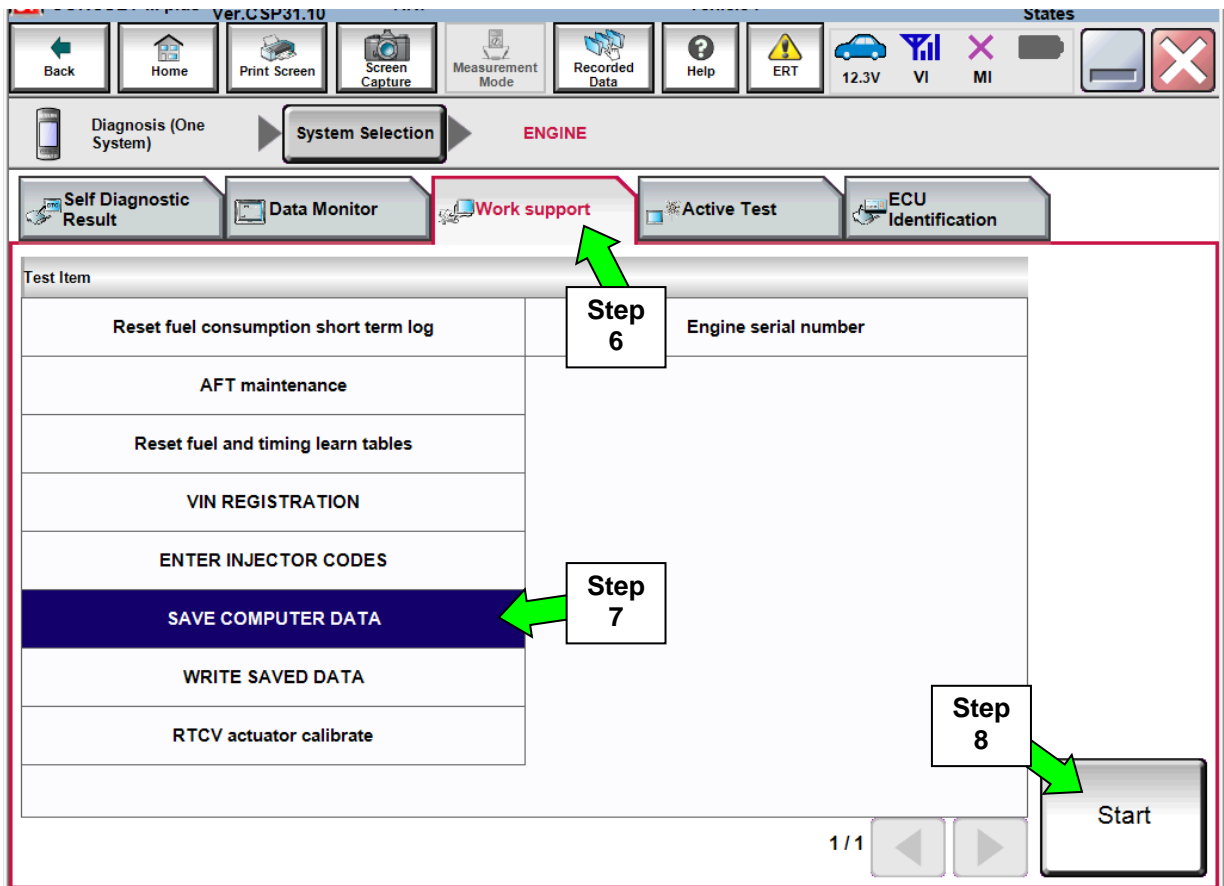 Ver.CSP31.10
States
Back
Home
Print Screen
Screen
Capture
Measurement
Mode
Recorded
Data
Help
ERT
12.3V
VI
MI
Diagnosis (One
System)
System Selection
ENGINE
Self Diagnostic
Result
Data Monitor
Work support
Active Test
ECU
Identification
Test Item
Reset fuel consumption short term log
Step
6
Engine serial number
AFT maintenance
Reset fuel and timing learn tables
VIN REGISTRATION
ENTER INJECTOR CODES
SAVE COMPUTER DATA
Step
7
WRITE SAVED DATA
RTCV actuator calibrate
Step
8
Start
1/1